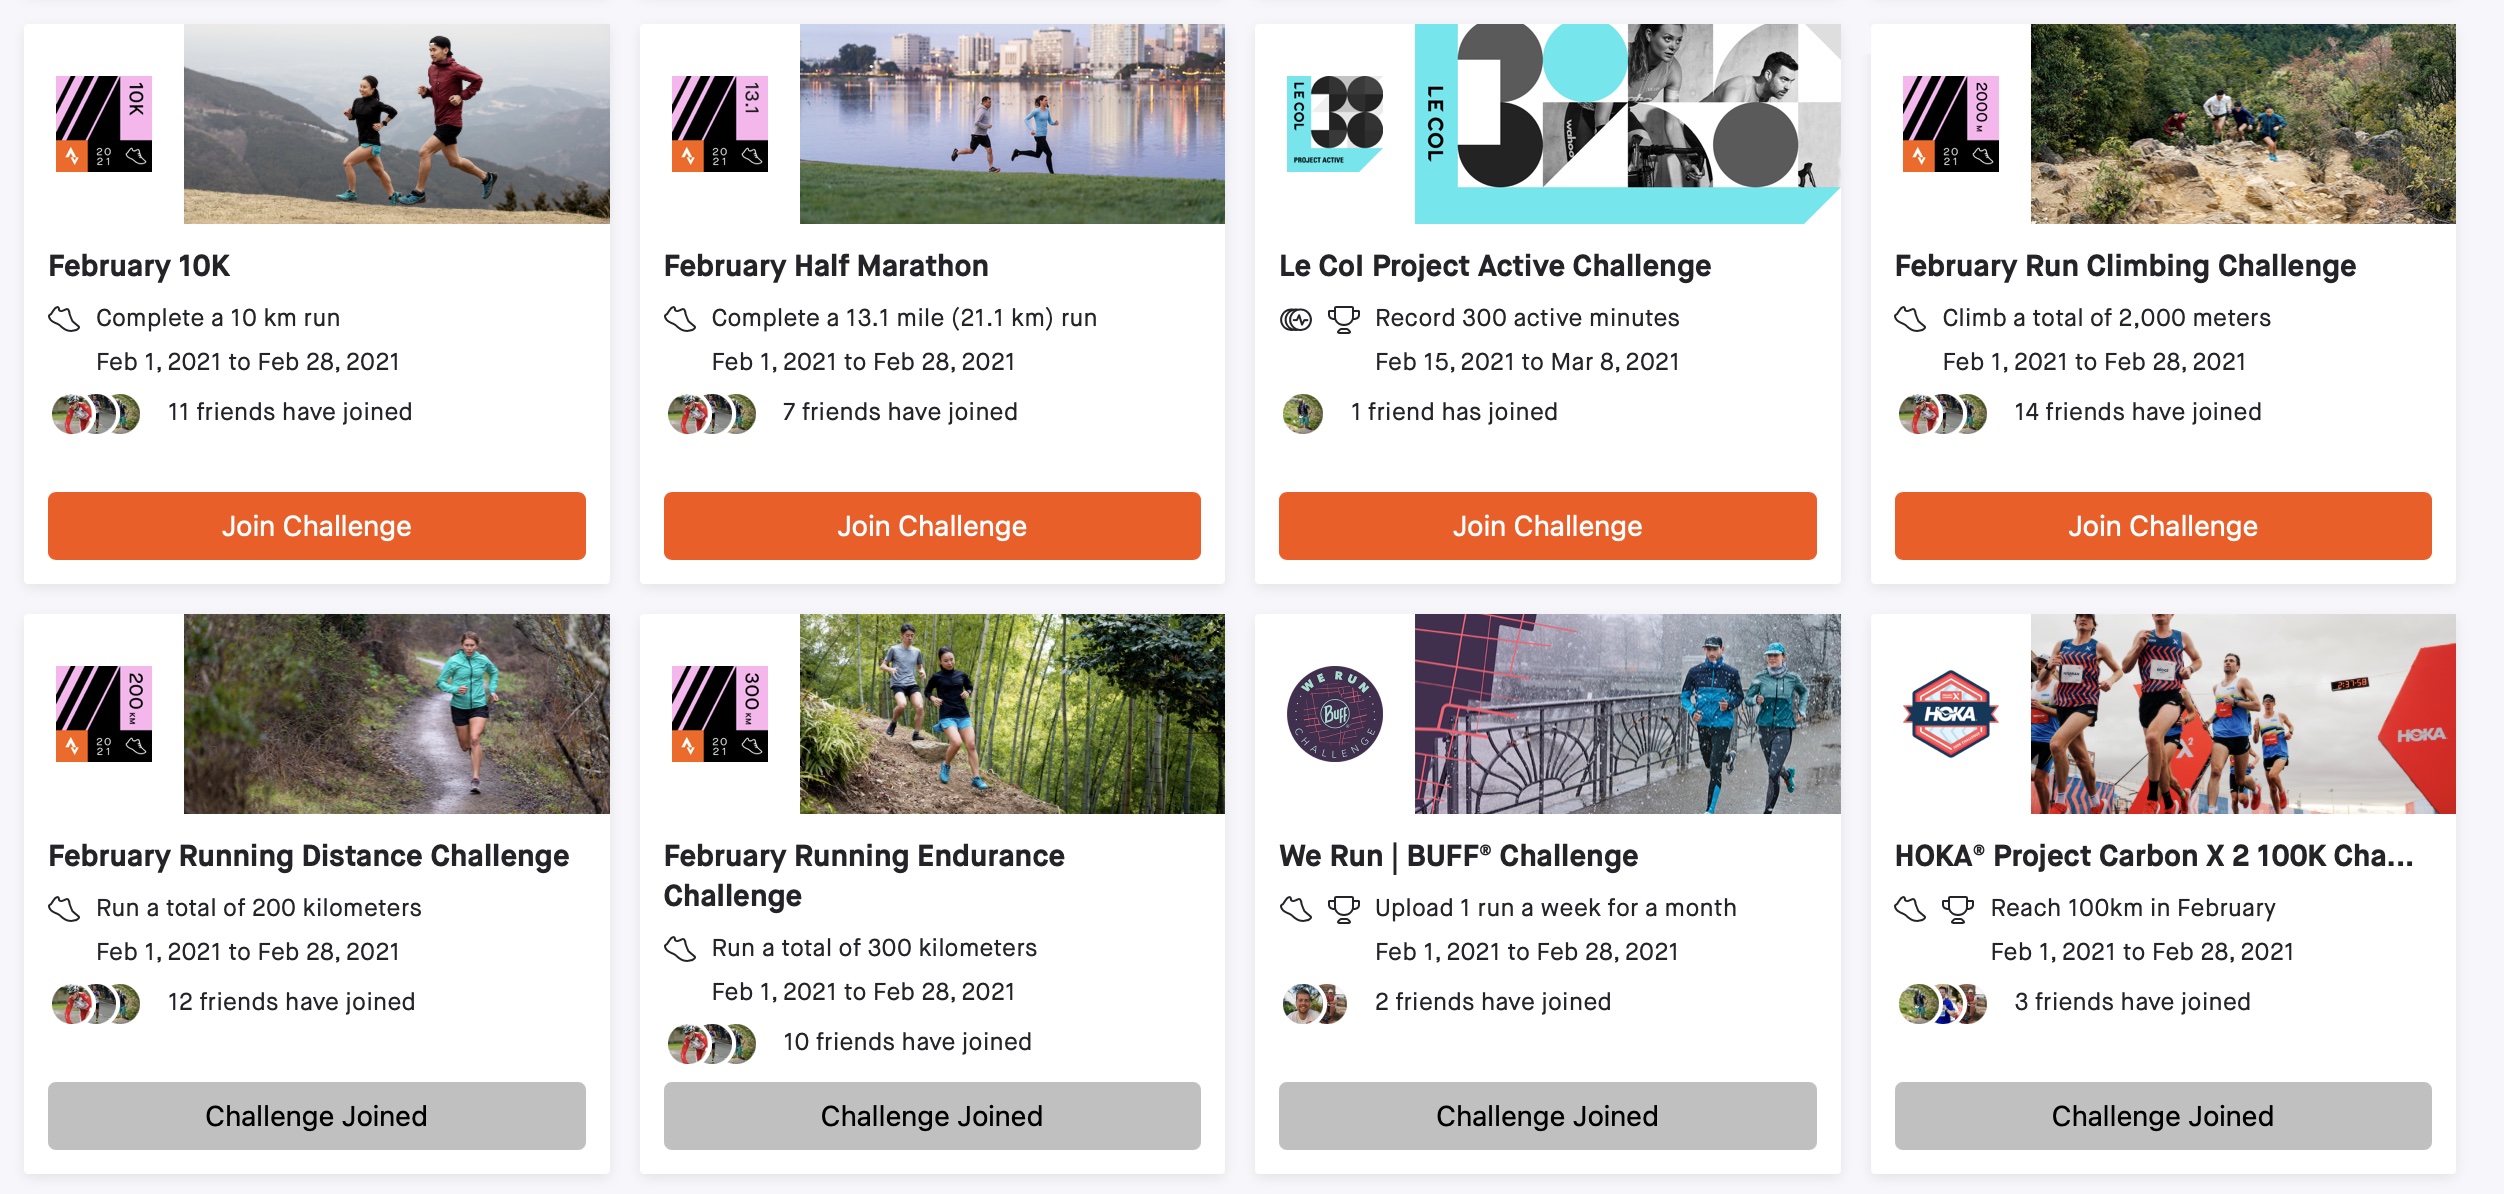 10K
20
21
February 10K
Complete a 10 km run
Feb 1, 2021 to Feb 28, 2021
11 friends have joined
Join Challenge
13.1
20
21
February Half Marathon
Complete a 13.1 mile (21.1 km) run
Feb 1, 2021 to Feb 28, 2021
7 friends have joined
Join Challenge
LE COL
PROJECT ACTIVE
LE COL
wahoo
Le Col Project Active Challenge
Record 300 active minutes
Feb 15, 2021 to Mar 8, 2021
1 friend has joined
Join Challenge
2000 M
20
21
February Run Climbing Challenge
Climb a total of 2,000 meters
Feb 1, 2021 to Feb 28, 2021
14 friends have joined
Join Challenge
200 KM
20
21
February Running Distance Challenge
Run a total of 200 kilometers
Feb 1, 2021 to Feb 28, 2021
12 friends have joined
Challenge Joined
300 KM
20
21
February Running Endurance
Challenge
Run a total of 300 kilometers
Feb 1, 2021 to Feb 28, 2021
10 friends have joined
Challenge Joined
WE RUN
Buff
CHALLENGE
We Run | BUFF® Challenge
Upload 1 run a week for a month
Feb 1, 2021 to Feb 28, 2021
2 friends have joined
Challenge Joined
HOKA
2:37:58
HOKA
X 2
HOKA® Project Carbon X 2 100K Cha...
Reach 100km in February
Feb 1, 2021 to Feb 28, 2021
3 friends have joined
Challenge Joined